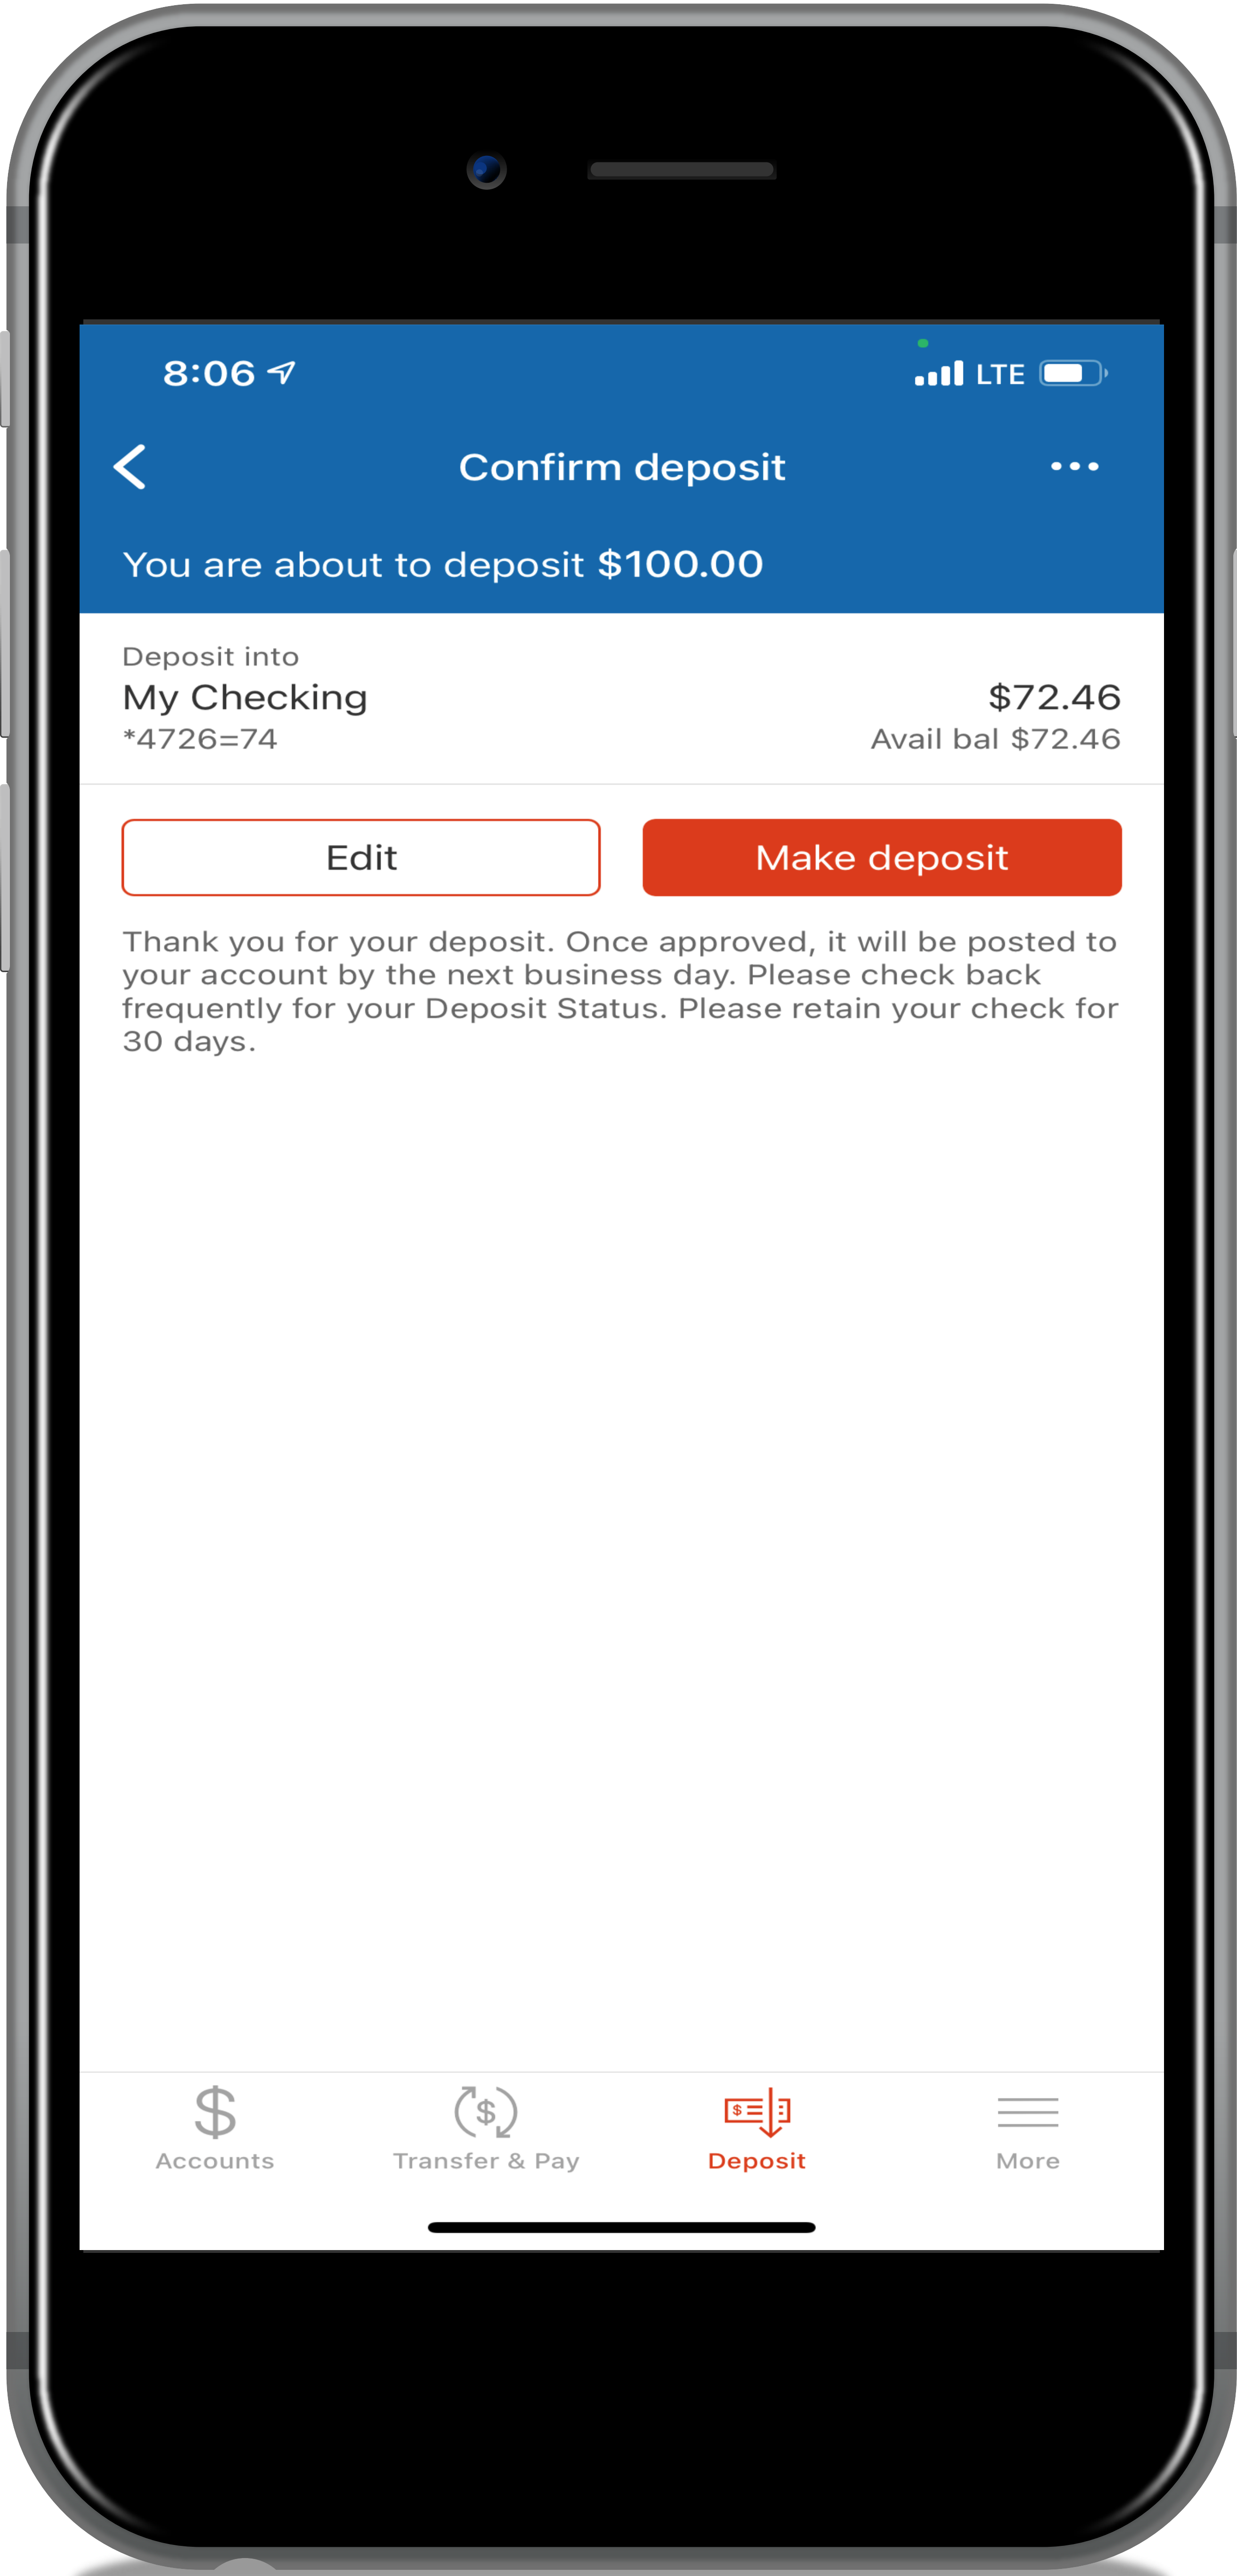 8:06 LTE
Confirm deposit
You are about to deposit $100.00
Deposit into
My Checking $72.46
*4726=74 Avail bal $72.46
Edit Make deposit
Thank you for your deposit. Once approved, it will be posted to
your account by the next business day. Please check back
frequently for your Deposit Status. Please retain your check for
30 days.
$ $ $
Accounts Transfer & Pay Deposit More